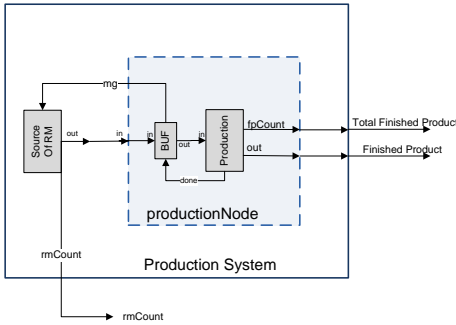 mg
Source
Of RM
out
in
in
BUF
out
in
Production
fpCount
out
done
Total Finished Product
Finished Product
productionNode
rmCount
Production System
rmCount